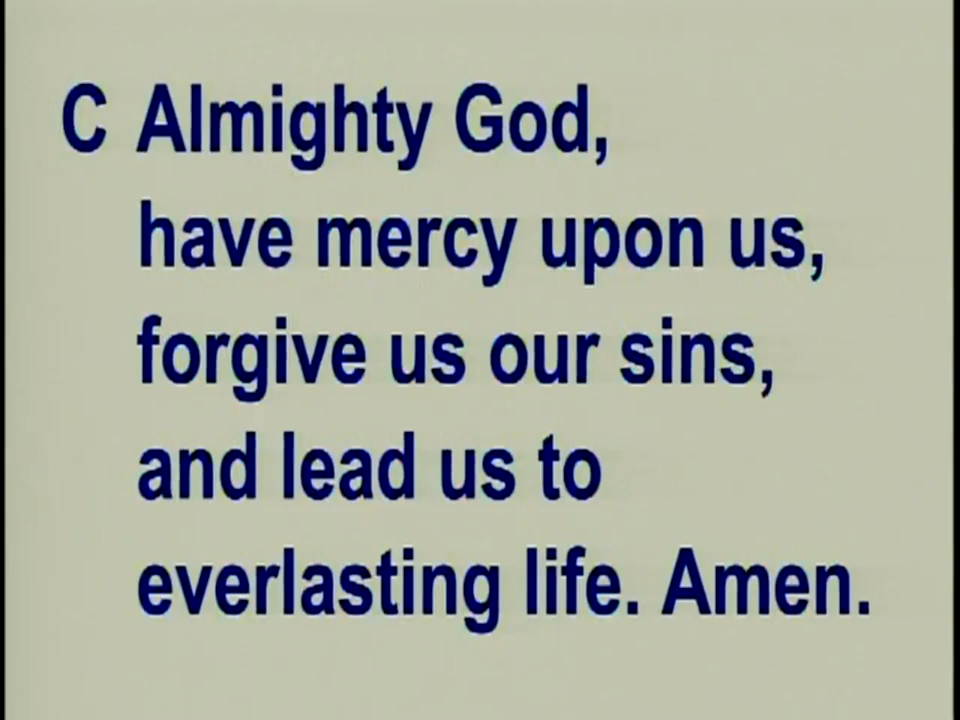 C Almighty God,
have mercy upon us,
forgive us our sins,
and lead us to
everlasting life. Amen.